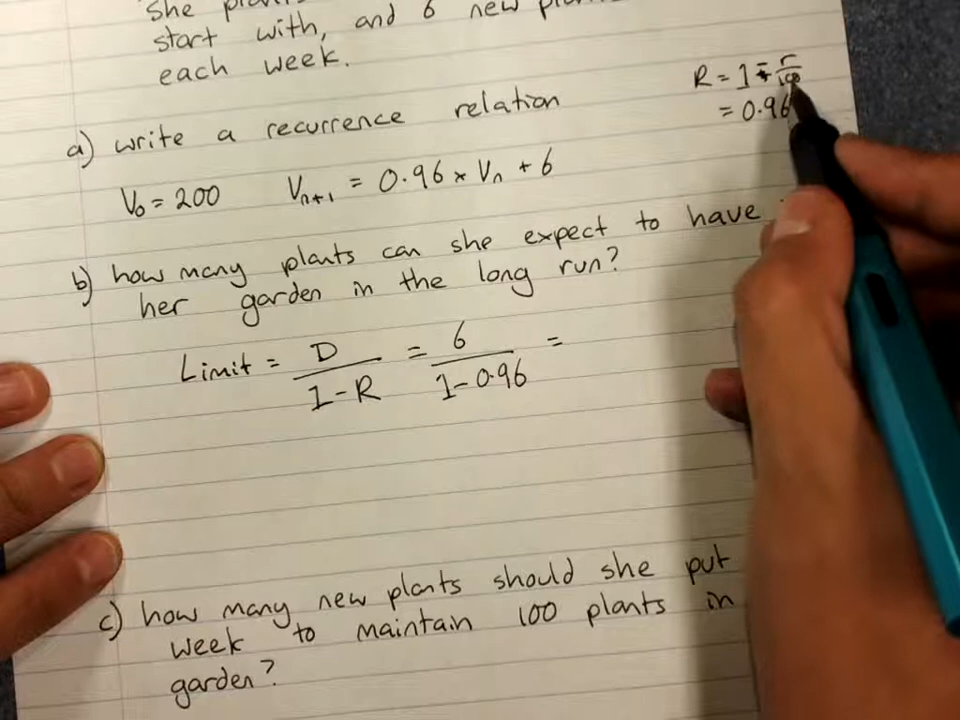 she
start with, and 6 new
each week.
R = 1 - r/100
= 0.96
a) write a recurrence relation
V₀ = 200 Vₙ₊₁ = 0.96 × Vₙ + 6
b) how many plants can she expect to have
her garden in the long run?
Limit = D/(1-R) = 6/(1-0.96) =
c) how many new plants should she put
week to maintain 100 plants in
garden?